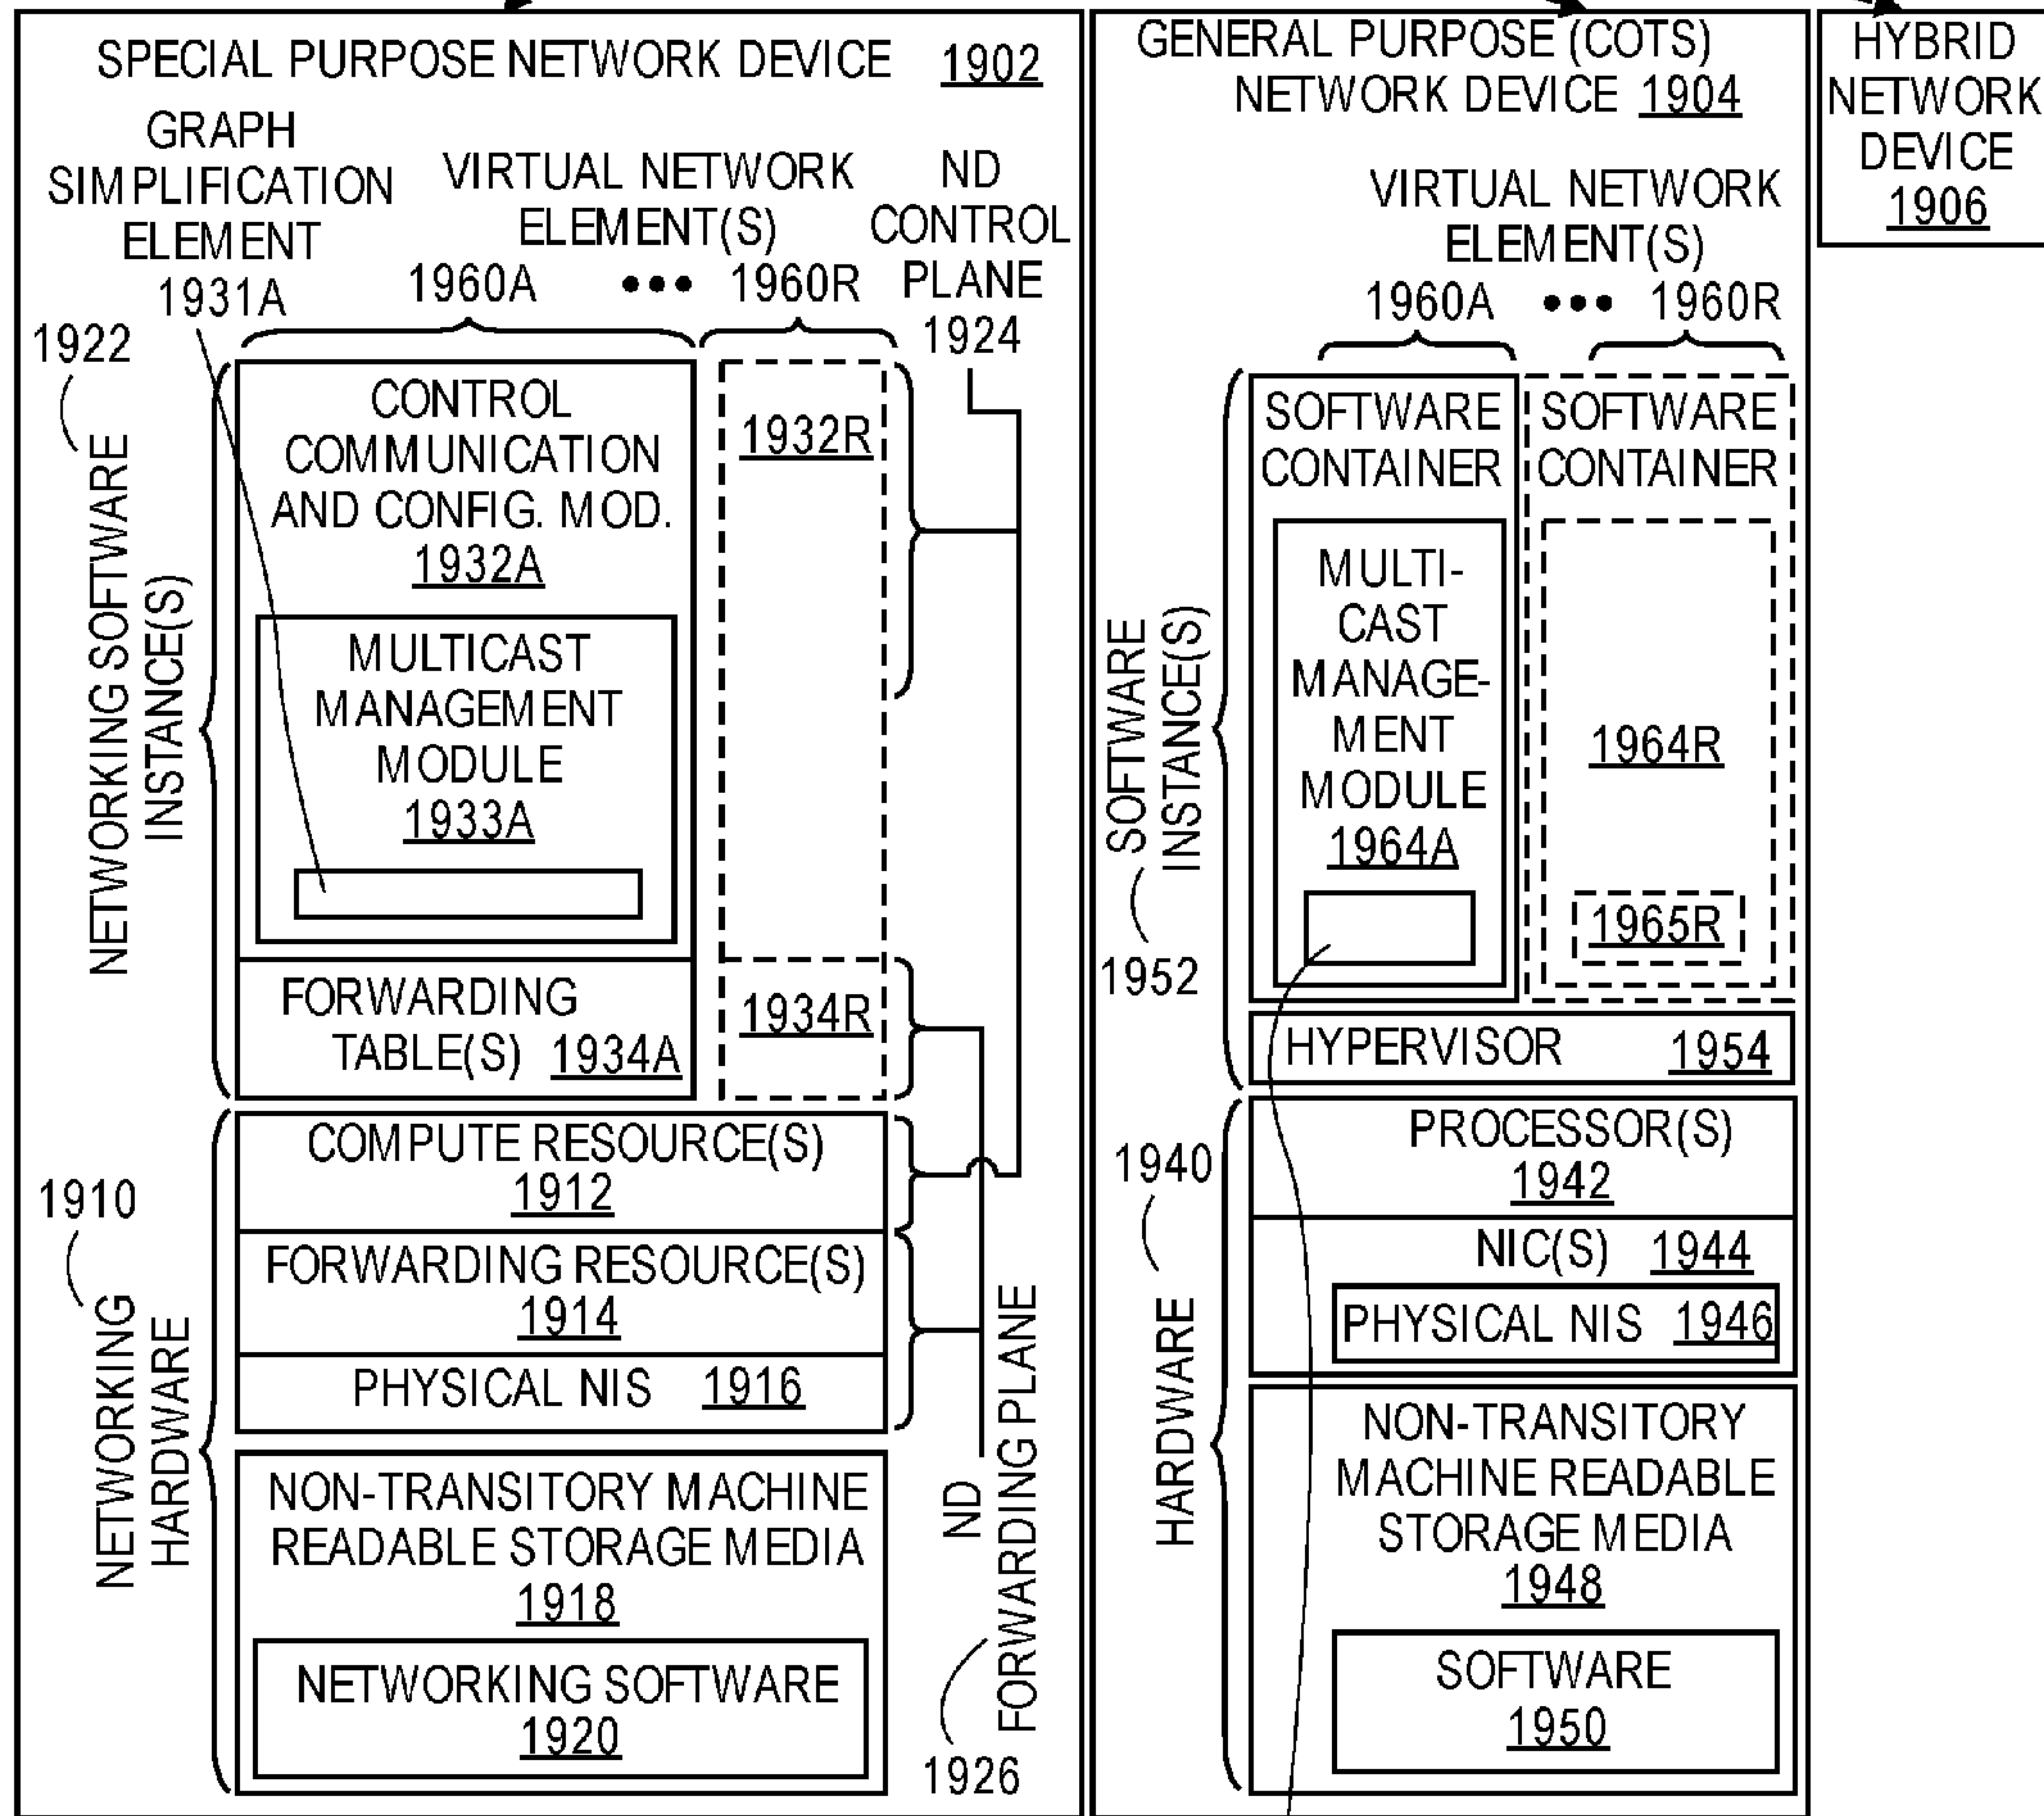 SPECIAL PURPOSE NETWORK DEVICE 1902
GRAPH
SIMPLIFICATION
ELEMENT
1931A
VIRTUAL NETWORK
ELEMENT(S)
1960A ••• 1960R
ND
CONTROL
PLANE
1924
1922
NETWORKING SOFTWARE
INSTANCE(S)
CONTROL
COMMUNICATION
AND CONFIG. MOD.
1932A
1932R
MULTICAST
MANAGEMENT
MODULE
1933A
FORWARDING
TABLE(S) 1934A
1934R
1910
NETWORKING
HARDWARE
COMPUTE RESOURCE(S)
1912
FORWARDING RESOURCE(S)
1914
PHYSICAL NIS 1916
NON-TRANSITORY MACHINE
READABLE STORAGE MEDIA
1918
NETWORKING SOFTWARE
1920
ND
FORWARDING PLANE
1926
GENERAL PURPOSE (COTS)
NETWORK DEVICE 1904
VIRTUAL NETWORK
ELEMENT(S)
1960A ••• 1960R
SOFTWARE
INSTANCE(S)
1952
SOFTWARE
CONTAINER
MULTI-
CAST
MANAGE-
MENT
MODULE
1964A
SOFTWARE
CONTAINER
1964R
1965R
HYPERVISOR 1954
1940
HARDWARE
PROCESSOR(S)
1942
NIC(S) 1944
PHYSICAL NIS 1946
NON-TRANSITORY
MACHINE READABLE
STORAGE MEDIA
1948
SOFTWARE
1950
HYBRID
NETWORK
DEVICE
1906